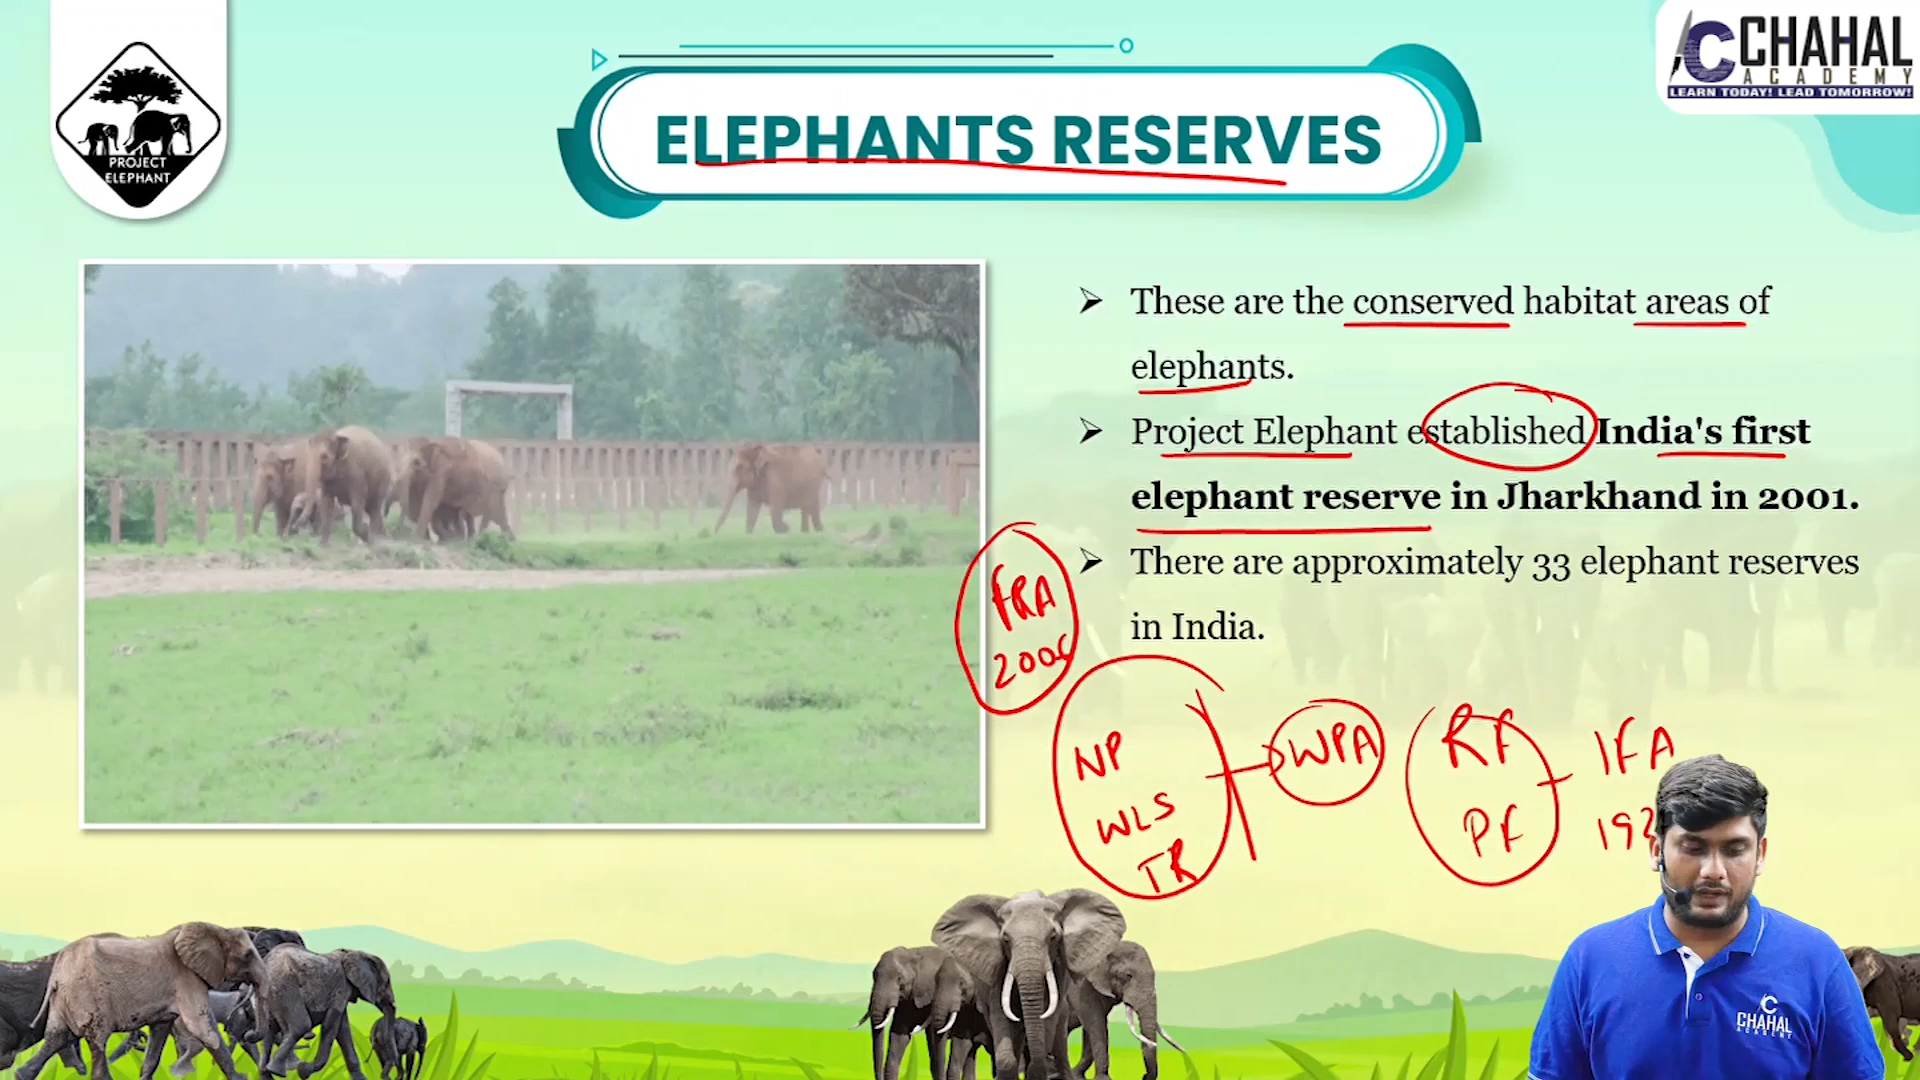 PROJECT
ELEPHANT
CHAHAL
ACADEMY
LEARN TODAY! LEAD TOMORROW!
ELEPHANTS RESERVES
➤ These are the conserved habitat areas of
elephants.
➤ Project Elephant established India's first
elephant reserve in Jharkhand in 2001.
➤ There are approximately 33 elephant reserves
in India.
FRA
2006
NP
WLS
TR
WPA
RF
PF
IFA
192
CHAHAL
ACADEMY